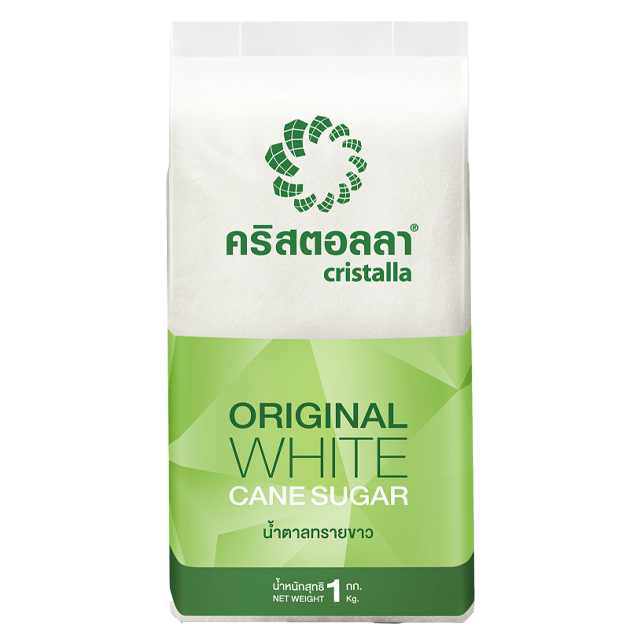 คริสตอลลา®
cristalla
ORIGINAL
WHITE
CANE SUGAR
น้ำตาลทรายขาว
น้ำหนักสุทธิ 1 กก.
NET WEIGHT Kg.